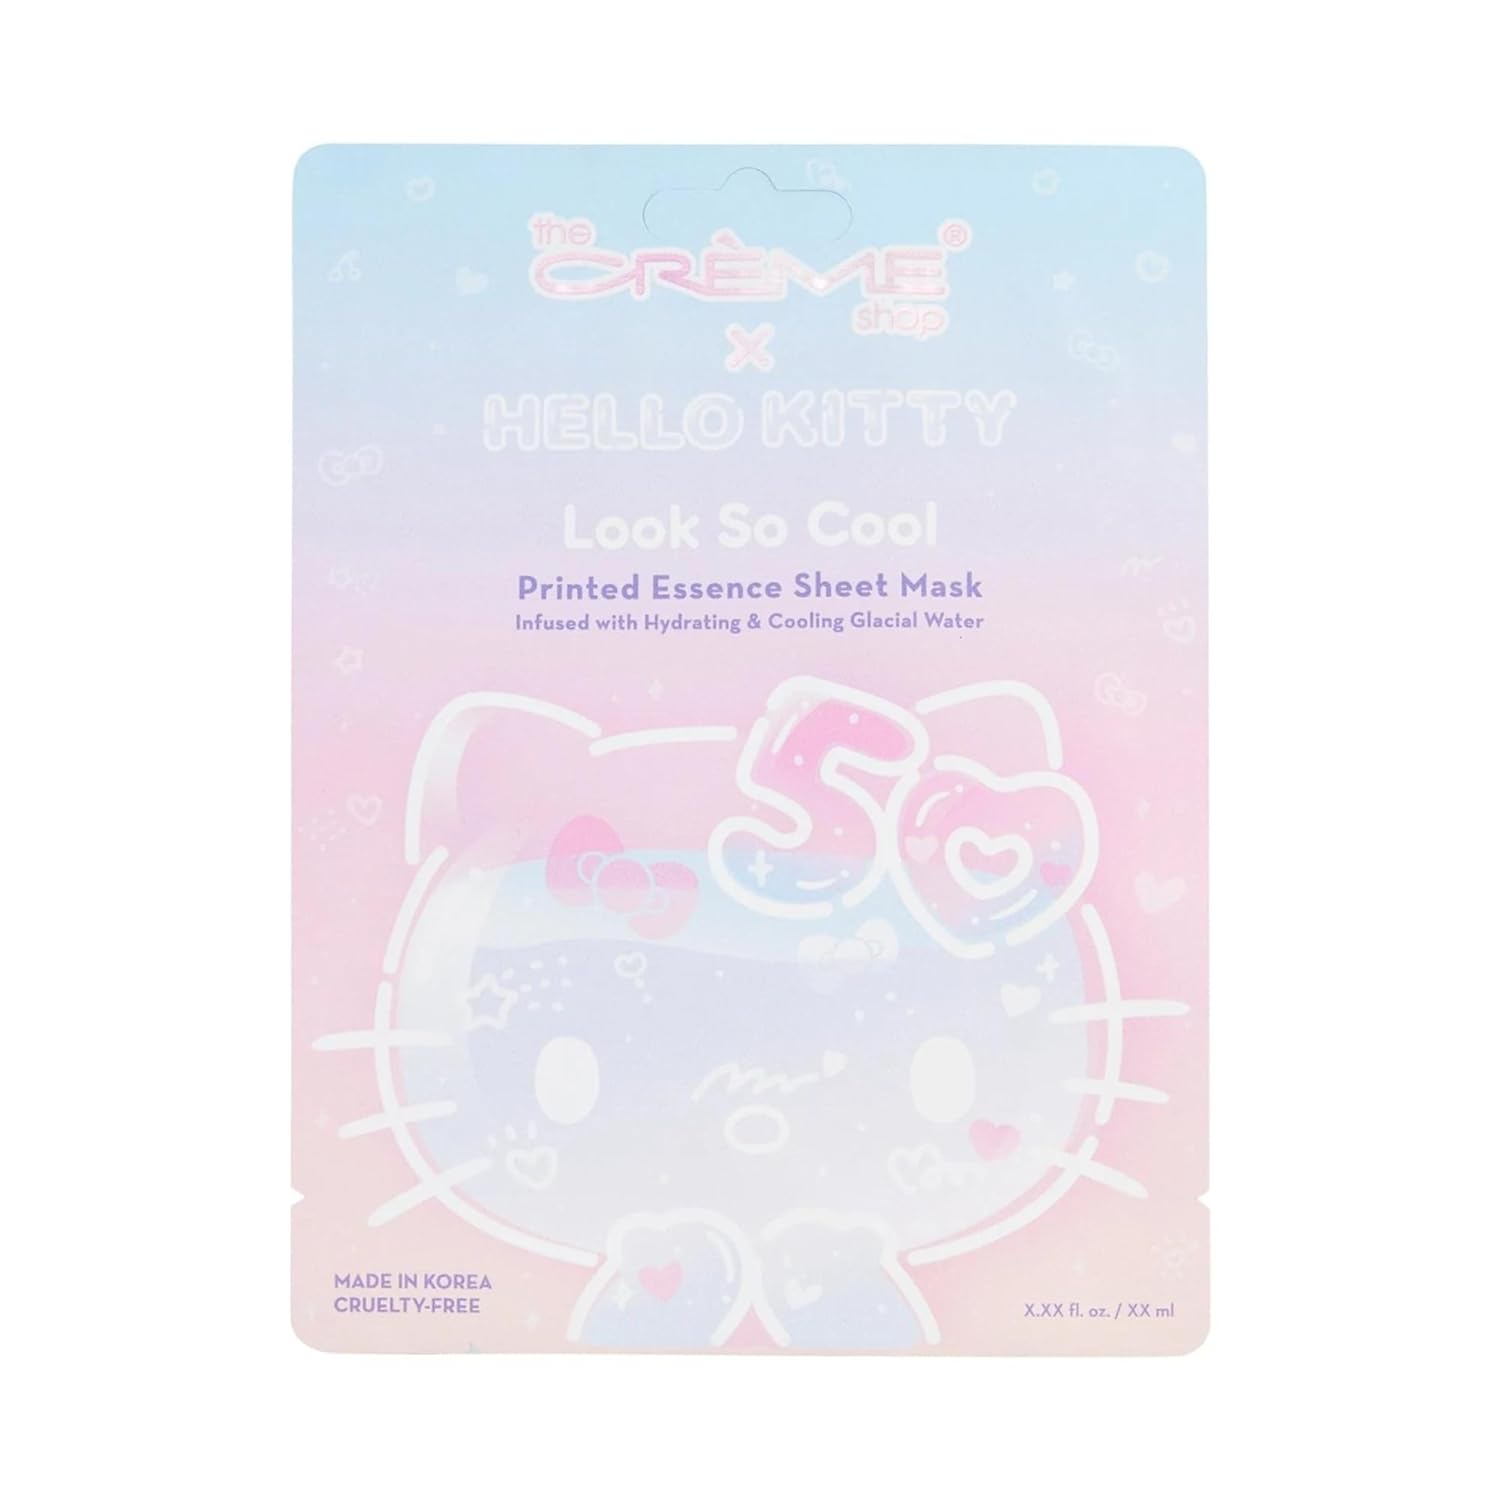 the
CRÈME®
shop
X
HELLO KITTY
Look So Cool
Printed Essence Sheet Mask
Infused with Hydrating & Cooling Glacial Water
50
MADE IN KOREA
CRUELTY-FREE
X.XX fl. oz. / XX ml